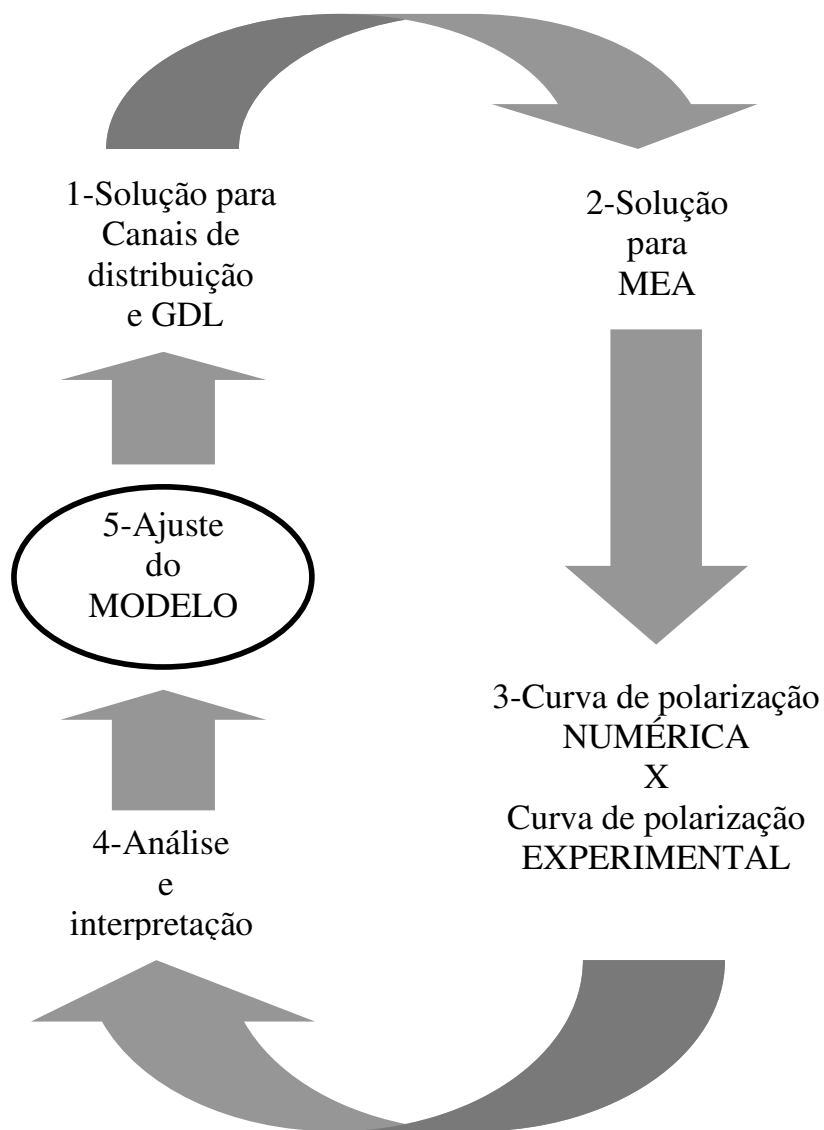 1-Solução para
Canais de
distribuição
e GDL
2-Solução
para
MEA
3-Curva de polarização
NUMÉRICA
X
Curva de polarização
EXPERIMENTAL
4-Análise
e
interpretação
5-Ajuste
do
MODELO